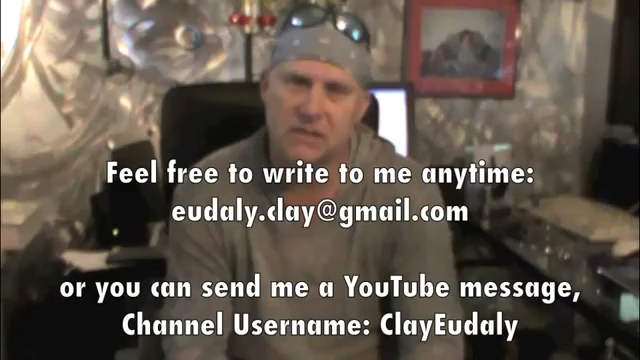 Feel free to write to me anytime:
eudaly.clay@gmail.com
or you can send me a YouTube message,
Channel Username: ClayEudaly